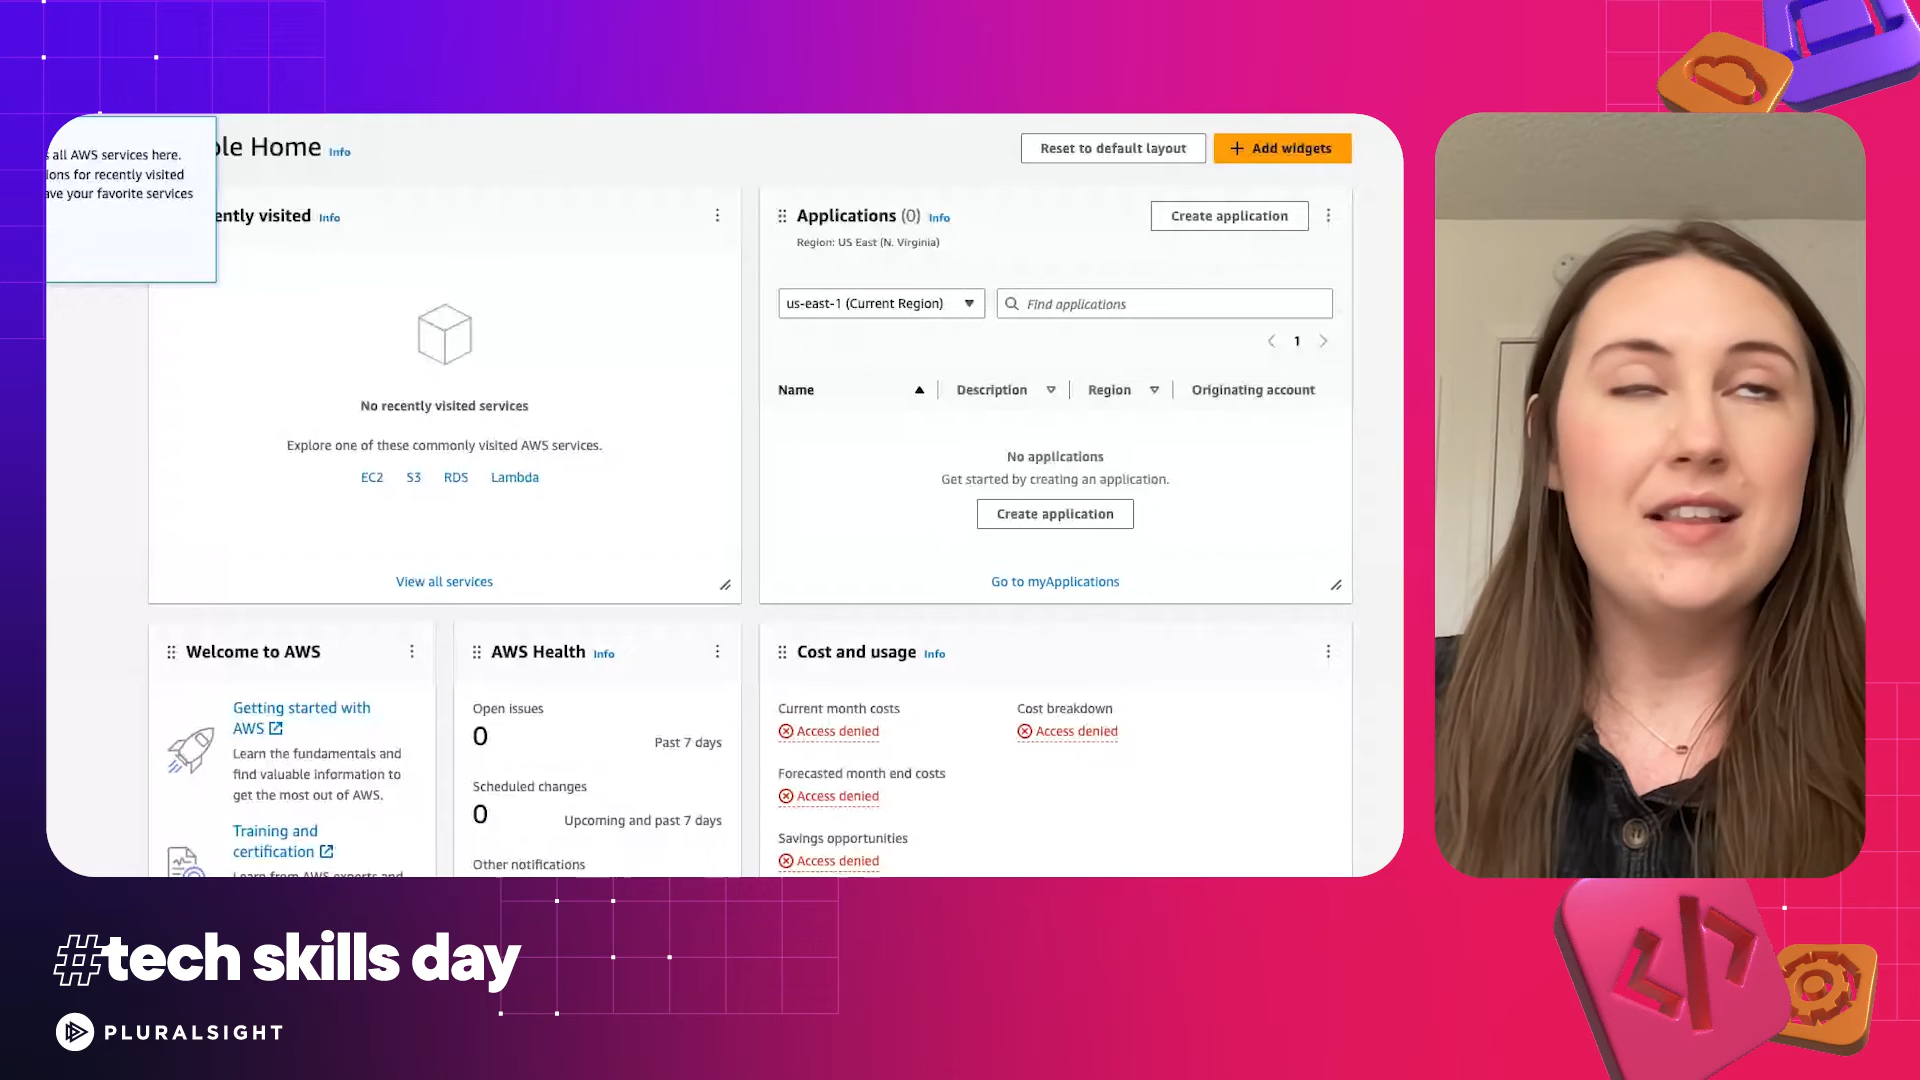 all AWS services here.
for recently visited
your favorite services
Home Info
Reset to default layout
+ Add widgets
visited Info
Applications (0) Info
Region: US East (N. Virginia)
Create application
us-east-1 (Current Region)
Find applications
1
Name
Description
Region
Originating account
No recently visited services
Explore one of these commonly visited AWS services.
EC2 S3 RDS Lambda
View all services
No applications
Get started by creating an application.
Create application
Go to myApplications
Welcome to AWS
Getting started with
AWS
Learn the fundamentals and
find valuable information to
get the most out of AWS.
Training and
certification
Learn from AWS experts and
AWS Health Info
Open issues
0
Past 7 days
Scheduled changes
0
Upcoming and past 7 days
Other notifications
Cost and usage Info
Current month costs
Access denied
Cost breakdown
Access denied
Forecasted month end costs
Access denied
Savings opportunities
Access denied
#tech skills day
PLURALSIGHT